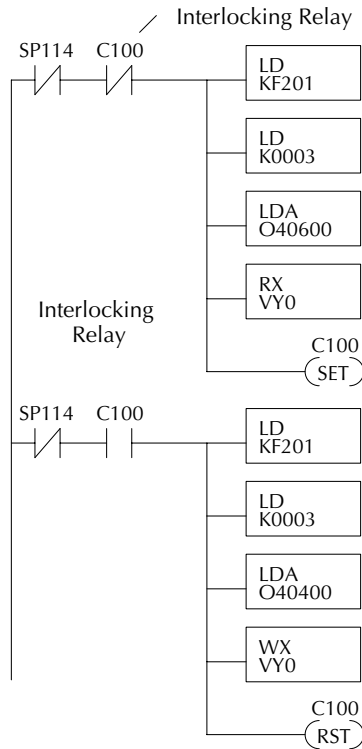 Interlocking Relay
SP114 C100
LD
KF201
LD
K0003
LDA
O40600
RX
VY0
Interlocking
Relay
C100
SET
SP114 C100
LD
KF201
LD
K0003
LDA
O40400
WX
VY0
C100
RST